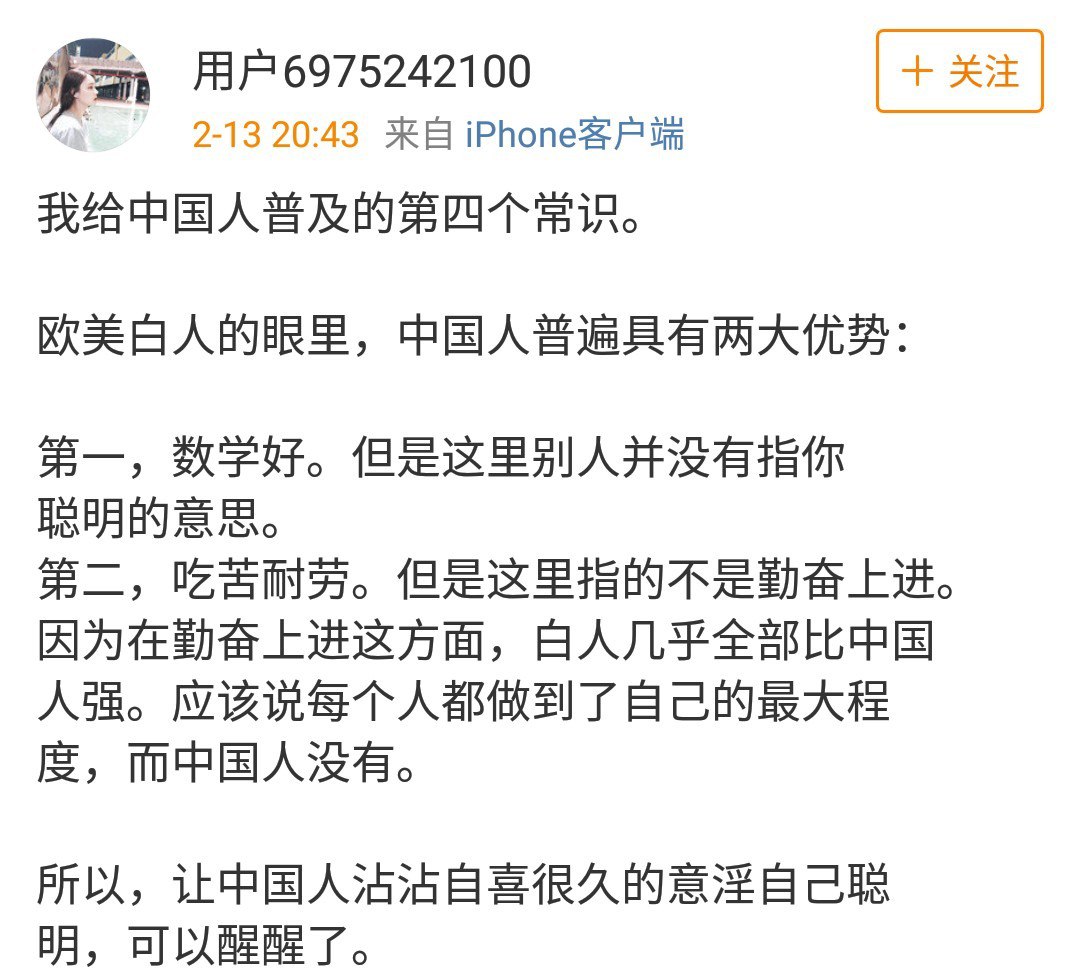 用户6975242100
+ 关注
2-13 20:43 来自 iPhone客户端
我给中国人普及的第四个常识。
欧美白人的眼里，中国人普遍具有两大优势：
第一，数学好。但是这里别人并没有指你
聪明的意思。
第二，吃苦耐劳。但是这里指的不是勤奋上进。
因为在勤奋上进这方面，白人几乎全部比中国
人强。应该说每个人都做到了自己的最大程
度，而中国人没有。
所以，让中国人沾沾自喜很久的意淫自己聪
明，可以醒醒了。